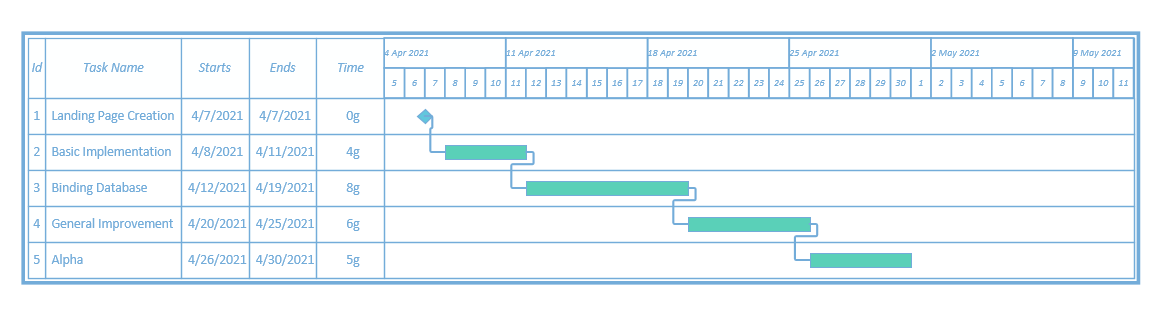 4 Apr 2021 11 Apr 2021 18 Apr 2021 25 Apr 2021 2 May 2021 9 May 2021
Id Task Name Starts Ends Time
5 6 7 8 9 10 11 12 13 14 15 16 17 18 19 20 21 22 23 24 25 26 27 28 29 30 1 2 3 4 5 6 7 8 9 10 11
1 Landing Page Creation 4/7/2021 4/7/2021 0g
2 Basic Implementation 4/8/2021 4/11/2021 4g
3 Binding Database 4/12/2021 4/19/2021 8g
4 General Improvement 4/20/2021 4/25/2021 6g
5 Alpha 4/26/2021 4/30/2021 5g